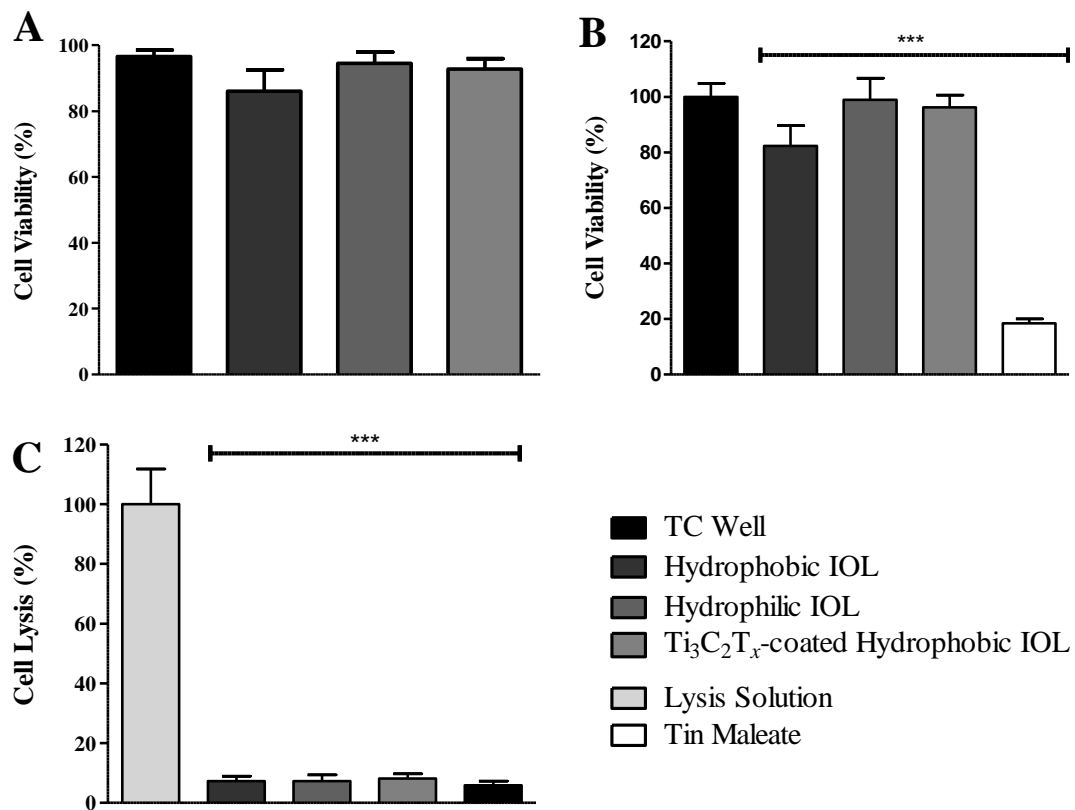 A
Cell Viability (%)
100
80
60
40
20
0
B
***
Cell Viability (%)
120
100
80
60
40
20
0
C
***
Cell Lysis (%)
120
100
80
60
40
20
0
TC Well
Hydrophobic IOL
Hydrophilic IOL
Ti₃C₂Tₓ-coated Hydrophobic IOL
Lysis Solution
Tin Maleate